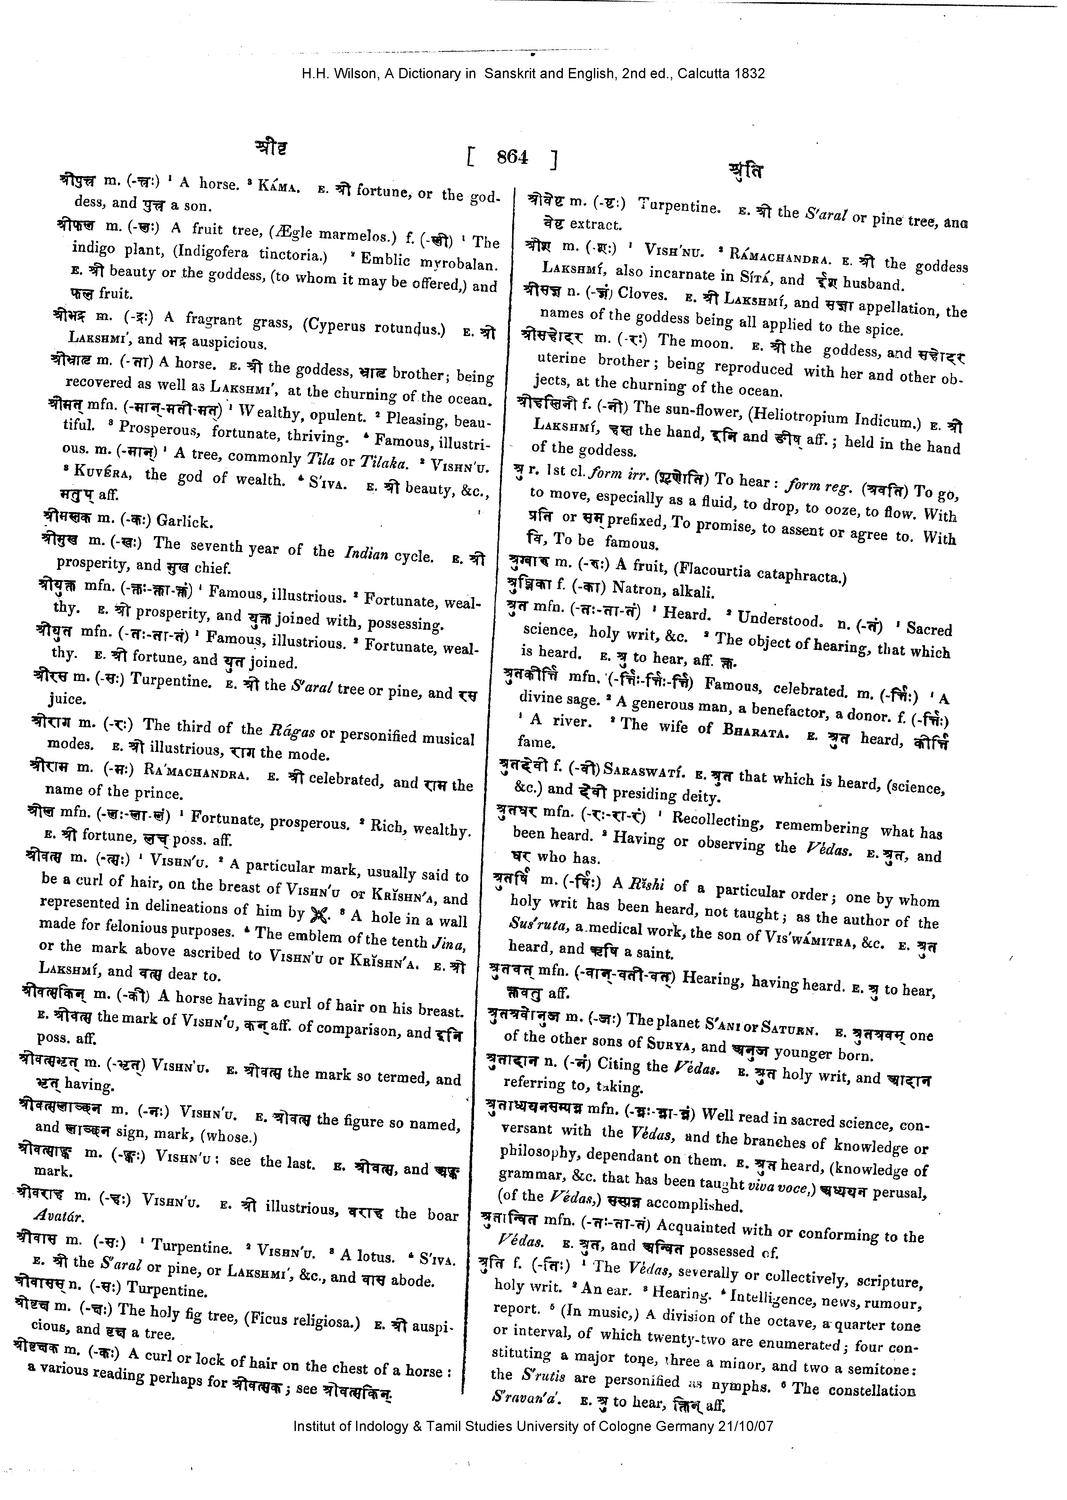 H.H. Wilson, A Dictionary in Sanskrit and English, 2nd ed., Calcutta 1832
श्रीवृ
[ 864 ]
श्रुति
श्रीपुत्त्र m. (-त्त्रः) ¹ A horse. ² KÁMA. E. श्री fortune, or the god-
dess, and पुत्त्र a son.
श्रीफल m. (-लः) A fruit tree, (Ægle marmelos.) f. (-ली) ¹ The
indigo plant, (Indigofera tinctoria.) ² Emblic myrobalan.
E. श्री beauty or the goddess, (to whom it may be offered,) and
फल fruit.
श्रीभद्र m. (-द्रः) A fragrant grass, (Cyperus rotundus.) E. श्री
LAKSHMI', and भद्र auspicious.
श्रीभ्रातृ m. (-ता) A horse. E. श्री the goddess, भ्रातृ brother; being
recovered as well as LAKSHMI', at the churning of the ocean.
श्रीमत् mfn. (-मान्-मती-मत्) ¹ Wealthy, opulent. ² Pleasing, beau-
tiful. ³ Prosperous, fortunate, thriving. ⁴ Famous, illustri-
ous. m. (-मान्) ¹ A tree, commonly Tila or Tilaka. ² VISHN'U.
³ KUVÉRA, the god of wealth. ⁴ S'IVA. E. श्री beauty, &c.,
मतुप् aff.
श्रीमस्तक m. (-कः) Garlick.
श्रीमुख m. (-खः) The seventh year of the Indian cycle. E. श्री
prosperity, and मुख chief.
श्रीयुक्त mfn. (-क्तः-क्ता-क्तं) ¹ Famous, illustrious. ² Fortunate, weal-
thy. E. श्री prosperity, and युक्त joined with, possessing.
श्रीयुत mfn. (-तः-ता-तं) ¹ Famous, illustrious. ² Fortunate, weal-
thy. E. श्री fortune, and युत joined.
श्रीरस m. (-सः) Turpentine. E. श्री the S'aral tree or pine, and रस
juice.
श्रीराग m. (-गः) The third of the Rágas or personified musical
modes. E. श्री illustrious, राग the mode.
श्रीराम m. (-मः) RA'MACHANDRA. E. श्री celebrated, and राम the
name of the prince.
श्रील mfn. (-लः-ला-लं) ¹ Fortunate, prosperous. ² Rich, wealthy.
E. श्री fortune, लच् poss. aff.
श्रीवत्स m. (-त्सः) ¹ VISHN'U. ² A particular mark, usually said to
be a curl of hair, on the breast of VISHN'U or KRĬSHN'A, and
represented in delineations of him by . ³ A hole in a wall
made for felonious purposes. ⁴ The emblem of the tenth Jina,
or the mark above ascribed to VISHN'U or KRĬSHN'A. E. श्री
LAKSHMÍ, and वत्स dear to.
श्रीवत्सकिन् m. (-की) A horse having a curl of hair on his breast.
E. श्रीवत्स the mark of VISHN'U, कन् aff. of comparison, and इनि
poss. aff.
श्रीवत्सभृत् m. (-भृत्) VISHN'U. E. श्रीवत्स the mark so termed, and
भृत् having.
श्रीवत्सलाञ्छन m. (-नः) VISHN'U. E. श्रीवत्स the figure so named,
and लाञ्छन sign, mark, (whose.)
श्रीवत्साङ्क m. (-ङ्कः) VISHN'U: see the last. E. श्रीवत्स, and अङ्क
mark.
श्रीवराह m. (-हः) VISHN'U. E. श्री illustrious, वराह the boar
Avatár.
श्रीवास m. (-सः) ¹ Turpentine. ² VISHN'U. ³ A lotus. ⁴ S'IVA.
E. श्री the S'aral or pine, or LAKSHMI', &c., and वास abode.
श्रीवासस् n. (-सः) Turpentine.
श्रीवृक्ष m. (-क्षः) The holy fig tree, (Ficus religiosa.) E. श्री auspi-
cious, and वृक्ष a tree.
श्रीवृक्षक m. (-कः) A curl or lock of hair on the chest of a horse:
a various reading perhaps for श्रीवत्सक; see श्रीवत्सकिन्.
श्रीवेष्ट m. (-ष्टः) Turpentine. E. श्री the S'aral or pine tree, and
वेष्ट extract.
श्रीश m. (-शः) ¹ VISH'NU. ² RÁMACHANDRA. E. श्री the goddess
LAKSHMÍ, also incarnate in SÍTÁ, and ईश husband.
श्रीसंज्ञ n. (-ज्ञं) Cloves. E. श्री LAKSHMÍ, and संज्ञा appellation, the
names of the goddess being all applied to the spice.
श्रीसहोदर m. (-रः) The moon. E. श्री the goddess, and सहोदर
uterine brother; being reproduced with her and other ob-
jects, at the churning of the ocean.
श्रीहस्तिनी f. (-नी) The sun-flower, (Heliotropium Indicum.) E. श्री
LAKSHMÍ, हस्त the hand, इनि and ङीष् aff.; held in the hand
of the goddess.
श्रु r. 1st cl. form irr. (शृणोति) To hear: form reg. (श्रवति) To go,
to move, especially as a fluid, to drop, to ooze, to flow. With
प्रति or सम् prefixed, To promise, to assent or agree to. With
वि, To be famous.
m. (-रुः) A fruit, (Flacourtia cataphracta.)
श्रुघ्निका f. (-का) Natron, alkali.
श्रुत mfn. (-तः-ता-तं) ¹ Heard. ² Understood. n. (-तं) ¹ Sacred
science, holy writ, &c. ² The object of hearing, that which
is heard. E. श्रु to hear, aff. क्त.
श्रुतकीर्त्ति mfn. (-र्त्तिः-र्त्तिः-र्त्ति) Famous, celebrated. m. (-र्त्तिः) ¹ A
divine sage. ² A generous man, a benefactor, a donor. f. (-र्त्तिः)
¹ A river. ² The wife of BHARATA. E. श्रुत heard, कीर्त्ति
fame.
श्रुतदेवी f. (-वी) SARASWATÍ. E. श्रुत that which is heard, (science,
&c.) and देवी presiding deity.
श्रुतधर mfn. (-रः-रा-रं) ¹ Recollecting, remembering what has
been heard. ² Having or observing the Védas. E. श्रुत, and
धर who has.
श्रुतर्षि m. (-र्षिः) A Rĭshi of a particular order; one by whom
holy writ has been heard, not taught; as the author of the
Sus'ruta, a medical work, the son of VIS'WÁMITRA, &c. E. श्रुत
heard, and ऋषि a saint.
श्रुतवत् mfn. (-वान्-वती-वत्) Hearing, having heard. E. श्रु to hear,
क्तवतु aff.
श्रुतश्रवोनुज m. (-जः) The planet S'ANI or SATURN. E. श्रुतश्रवस् one
of the other sons of SURYA, and अनुज younger born.
श्रुतादान n. (-नं) Citing the Védas. E. श्रुत holy writ, and आदान
referring to, taking.
श्रुताध्ययनसम्पन्न mfn. (-न्नः-न्ना-न्नं) Well read in sacred science, con-
versant with the Védas, and the branches of knowledge or
philosophy, dependant on them. E. श्रुत heard, (knowledge of
grammar, &c. that has been taught viva voce,) अध्ययन perusal,
(of the Védas,) सम्पन्न accomplished.
श्रुतान्वित mfn. (-तः-ता-तं) Acquainted with or conforming to the
Védas. E. श्रुत, and अन्वित possessed of.
श्रुति f. (-तिः) ¹ The Védas, severally or collectively, scripture,
holy writ. ² An ear. ³ Hearing. ⁴ Intelligence, news, rumour,
report. ⁵ (In music,) A division of the octave, a quarter tone
or interval, of which twenty-two are enumerated; four con-
stituting a major tone, three a minor, and two a semitone:
the S'rutis are personified as nymphs. ⁶ The constellation
S'ravan'a'. E. श्रु to hear, क्तिन् aff.
Institut of Indology & Tamil Studies University of Cologne Germany 21/10/07